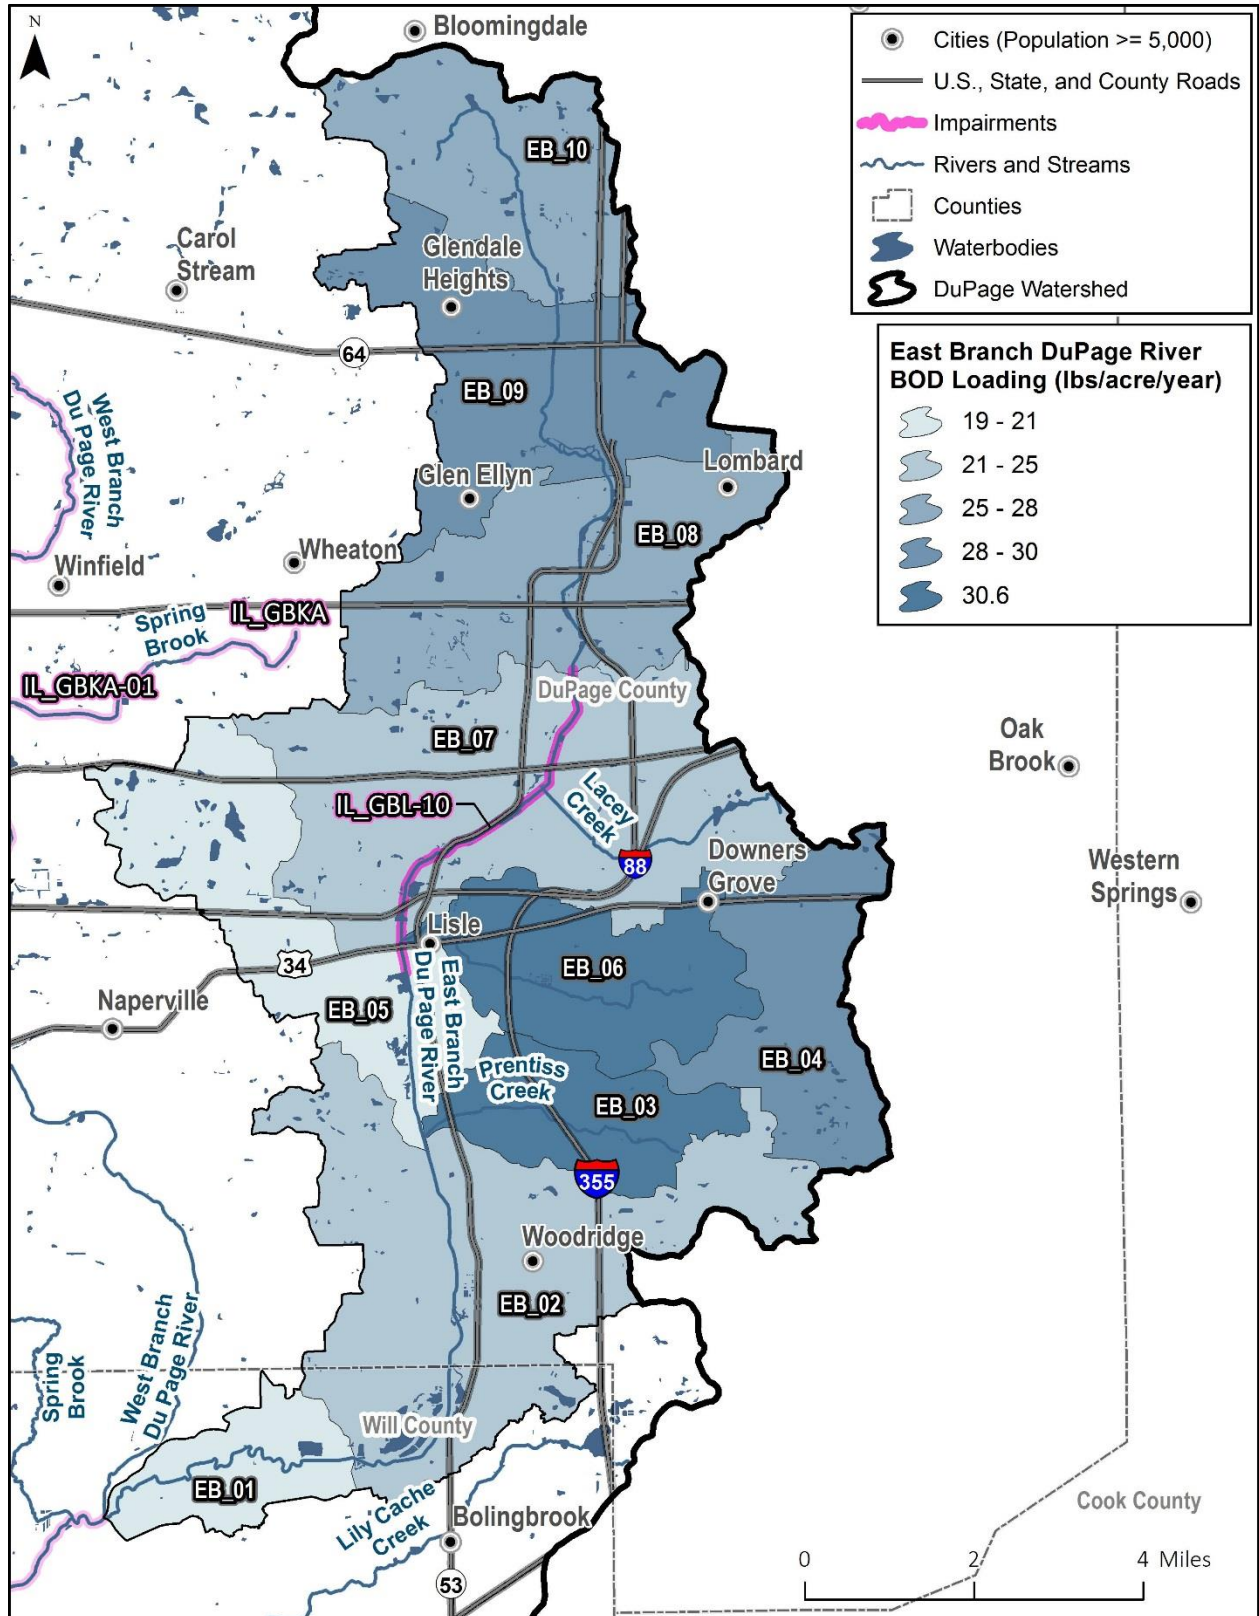 N
Bloomingdale
Cities (Population >= 5,000)
U.S., State, and County Roads
Impairments
Rivers and Streams
Counties
Waterbodies
DuPage Watershed
East Branch DuPage River
BOD Loading (lbs/acre/year)
19 - 21
21 - 25
25 - 28
28 - 30
30.6
EB_10
Carol
Stream
Glendale
Heights
64
EB_09
West Branch
Du Page River
Glen Ellyn
Lombard
EB_08
Wheaton
Winfield
IL_GBKA
Spring
Brook
IL_GBKA-01
DuPage County
EB_07
Oak
Brook
IL_GBL-10
Lacey
Creek
88
Downers
Grove
Western
Springs
Lisle
34
EB_06
Naperville
EB_05
East Branch
Du Page River
EB_04
Prentiss
Creek
EB_03
355
Woodridge
EB_02
West Branch
Du Page River
Spring
Brook
Will County
EB_01
Lily Cache
Creek
Bolingbrook
53
Cook County
0 2 4 Miles